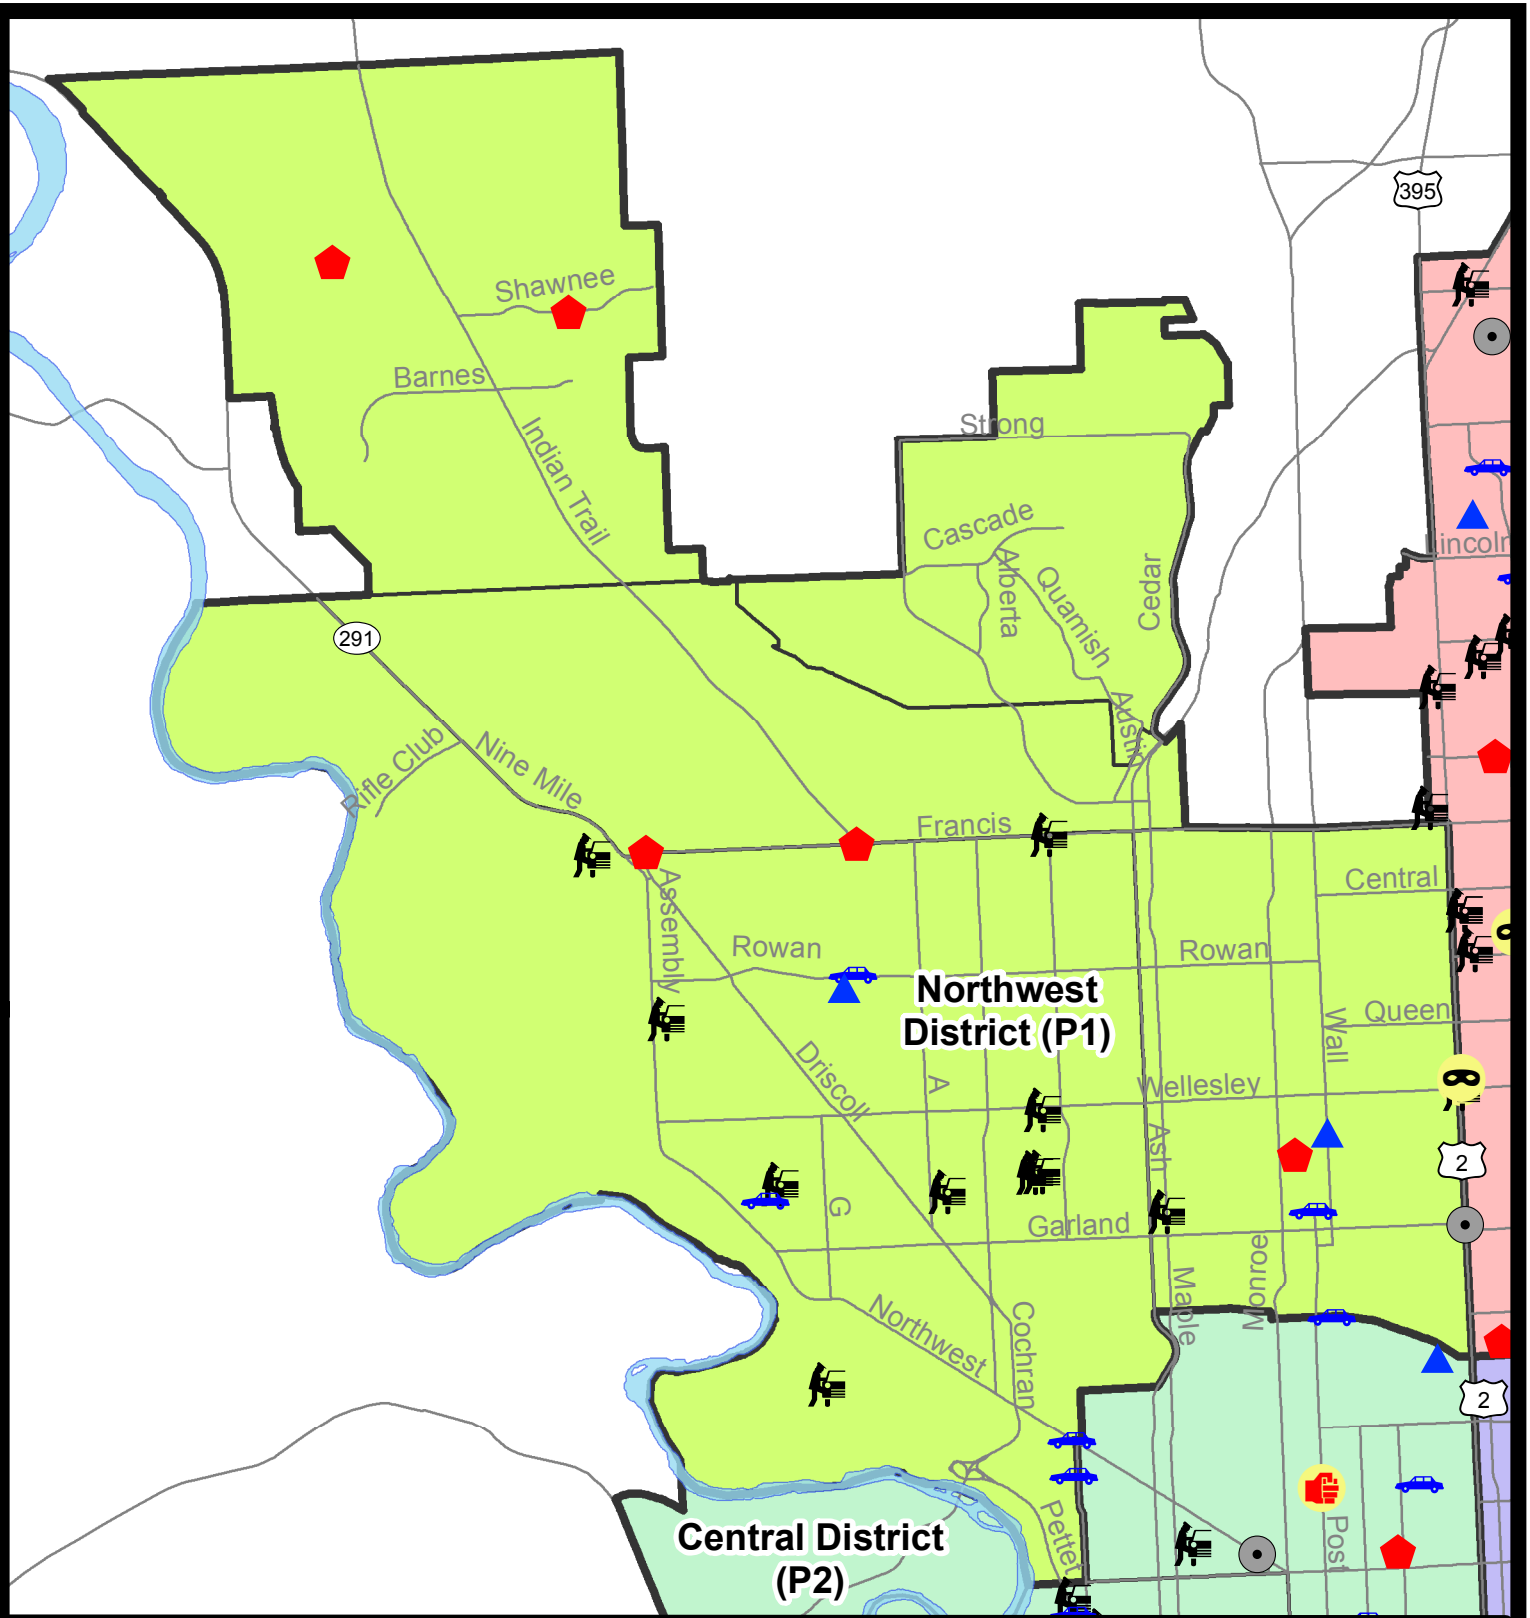 395
Shawnee
Barnes
Indian Trail
Strong
Cascade
Alberta
Quamish
Cedar
Lincoln
291
Austin
Rifle Club
Nine Mile
Francis
Central
Assembly
Rowan
Rowan
Northwest
District (P1)
Queen
Wall
Driscoll
A
Wellesley
Ash
2
G
Garland
Monroe
Maple
Northwest
Cochran
2
Pettet
Post
Central District
(P2)